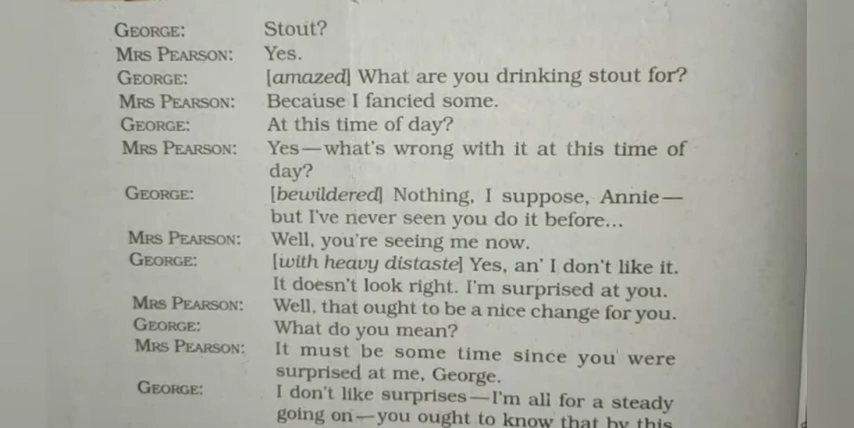 GEORGE: Stout?
MRS PEARSON: Yes.
GEORGE: [amazed] What are you drinking stout for?
MRS PEARSON: Because I fancied some.
GEORGE: At this time of day?
MRS PEARSON: Yes—what's wrong with it at this time of
day?
GEORGE: [bewildered] Nothing, I suppose, Annie—
but I've never seen you do it before...
MRS PEARSON: Well, you're seeing me now.
GEORGE: [with heavy distaste] Yes, an' I don't like it.
It doesn't look right. I'm surprised at you.
MRS PEARSON: Well, that ought to be a nice change for you.
GEORGE: What do you mean?
MRS PEARSON: It must be some time since you were
surprised at me, George.
GEORGE: I don't like surprises—I'm all for a steady
going on—you ought to know that by this